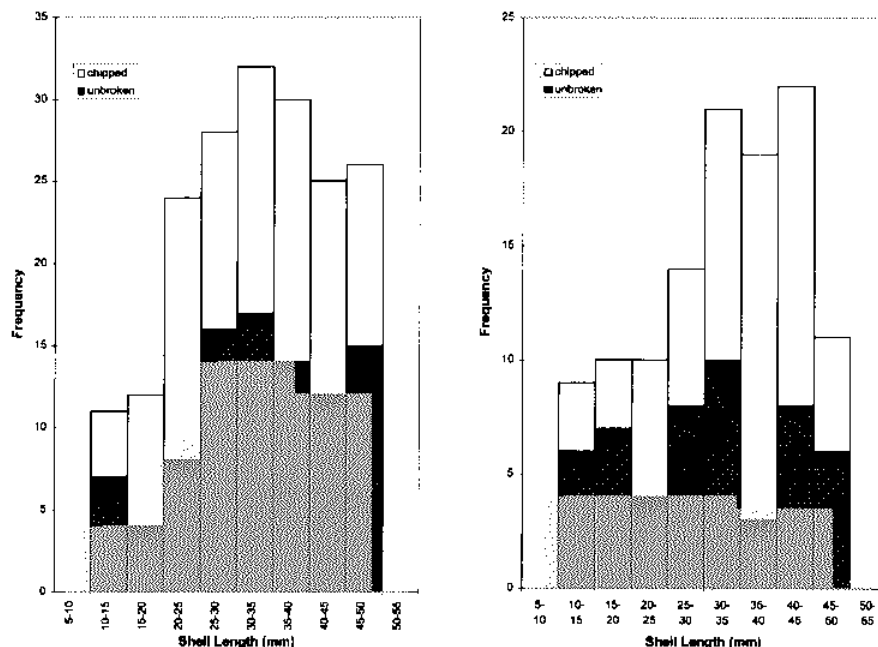 35
30
25
20
15
10
5
0
Frequency
chipped
unbroken
5-10
10-15
15-20
20-25
25-30
30-35
35-40
40-45
45-50
50-55
Shell Length (mm)
25
20
15
10
5
0
Frequency
chipped
unbroken
5- 10- 15- 20- 25- 30- 35- 40- 45- 50-
10 15 20 25 30 35 40 45 50 55
Shell Length (mm)